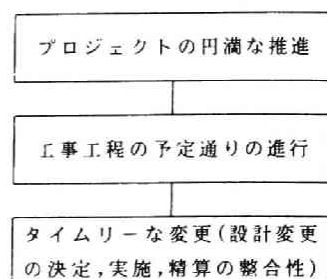 プロジェクトの円満な推進
工事工程の予定通りの進行
タイムリーな変更(設計変更
の決定,実施,精算の整合性)